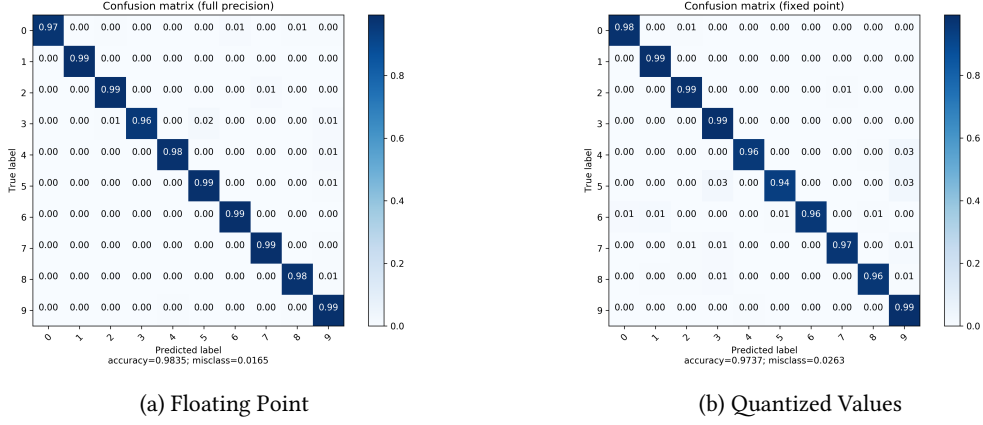 Confusion matrix (full precision)
0 0.97 0.00 0.00 0.00 0.00 0.00 0.01 0.00 0.01 0.00
1 0.00 0.99 0.00 0.00 0.00 0.00 0.00 0.00 0.00 0.00
2 0.00 0.00 0.99 0.00 0.00 0.00 0.00 0.01 0.00 0.00
3 0.00 0.00 0.01 0.96 0.00 0.02 0.00 0.00 0.00 0.01
4 0.00 0.00 0.00 0.00 0.98 0.00 0.00 0.00 0.00 0.01
5 0.00 0.00 0.00 0.00 0.00 0.99 0.00 0.00 0.00 0.01
6 0.00 0.00 0.00 0.00 0.00 0.00 0.99 0.00 0.00 0.00
7 0.00 0.00 0.00 0.00 0.00 0.00 0.00 0.99 0.00 0.00
8 0.00 0.00 0.00 0.00 0.00 0.00 0.00 0.00 0.98 0.01
9 0.00 0.00 0.00 0.00 0.00 0.00 0.00 0.00 0.00 0.99
True label
0 1 2 3 4 5 6 7 8 9
Predicted label
accuracy=0.9835; misclass=0.0165
0.8
0.6
0.4
0.2
0.0
(a) Floating Point
Confusion matrix (fixed point)
0 0.98 0.00 0.01 0.00 0.00 0.00 0.00 0.00 0.00 0.00
1 0.00 0.99 0.00 0.00 0.00 0.00 0.00 0.00 0.00 0.00
2 0.00 0.00 0.99 0.00 0.00 0.00 0.00 0.01 0.00 0.00
3 0.00 0.00 0.00 0.99 0.00 0.00 0.00 0.00 0.00 0.00
4 0.00 0.00 0.00 0.00 0.96 0.00 0.00 0.00 0.00 0.03
5 0.00 0.00 0.00 0.03 0.00 0.94 0.00 0.00 0.00 0.03
6 0.01 0.01 0.00 0.00 0.00 0.01 0.96 0.00 0.01 0.00
7 0.00 0.00 0.01 0.01 0.00 0.00 0.00 0.97 0.00 0.01
8 0.00 0.00 0.00 0.01 0.00 0.00 0.00 0.00 0.96 0.01
9 0.00 0.00 0.00 0.00 0.00 0.00 0.00 0.00 0.00 0.99
True label
0 1 2 3 4 5 6 7 8 9
Predicted label
accuracy=0.9737; misclass=0.0263
0.8
0.6
0.4
0.2
0.0
(b) Quantized Values